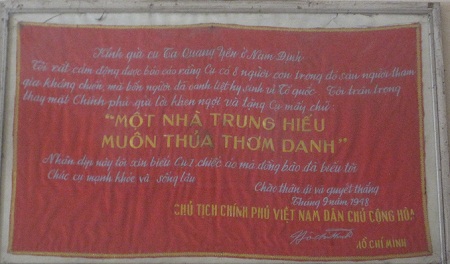 Kính gửi cụ Tạ Quang Yên ở Nam Định
Tôi rất cảm động được báo cáo rằng Cụ có 8 người con trong đó sáu người tham
gia kháng chiến, mà bốn người đã oanh liệt hy sinh vì Tổ quốc. Tôi trân trọng
thay mặt Chính phủ gửi lời khen ngợi và tặng Cụ mấy chữ:
“MỘT NHÀ TRUNG HIẾU
MUÔN THỦA THƠM DANH”
Nhân dịp này tôi xin biếu Cụ 1 chiếc áo mà đồng bào đã biếu tôi
Chúc cụ mạnh khỏe và sống lâu
Chào thân ái và quyết thắng
Tháng 9 năm 1948
CHỦ TỊCH CHÍNH PHỦ VIỆT NAM DÂN CHỦ CỘNG HÒA
HỒ CHÍ MINH